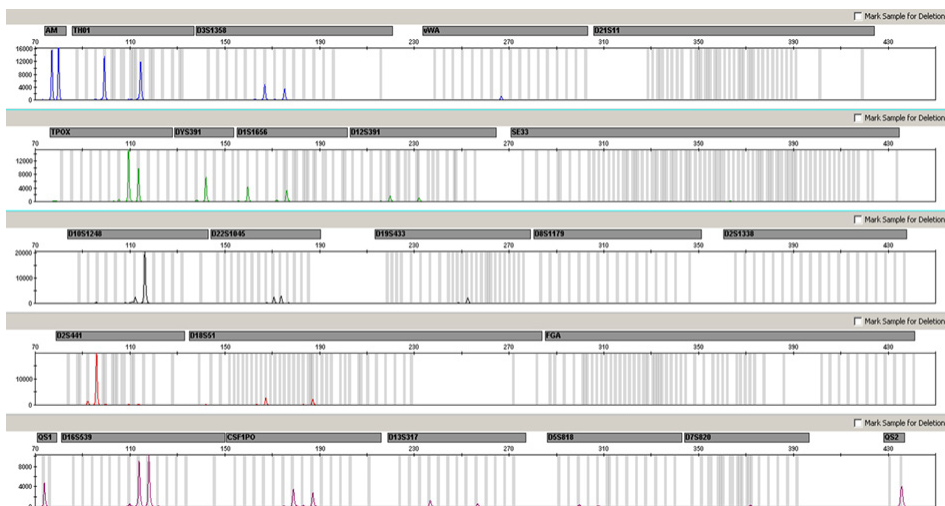 Mark Sample for Deletion
AM TH01 D3S1358 vWA D21S11
70 110 150 190 230 270 310 350 390 430
16000
12000
8000
4000
0
Mark Sample for Deletion
TPOX DYS391 D1S1656 D12S391 SE33
70 110 150 190 230 270 310 350 390 430
12000
8000
4000
0
Mark Sample for Deletion
D10S1248 D22S1045 D19S433 D8S1179 D2S1338
70 110 150 190 230 270 310 350 390 430
20000
10000
0
Mark Sample for Deletion
D2S441 D18S51 FGA
70 110 150 190 230 270 310 350 390 430
10000
0
Mark Sample for Deletion
QS1 D16S539 CSF1PO D13S317 D5S818 D7S820 QS2
70 110 150 190 230 270 310 350 390 430
8000
4000
0